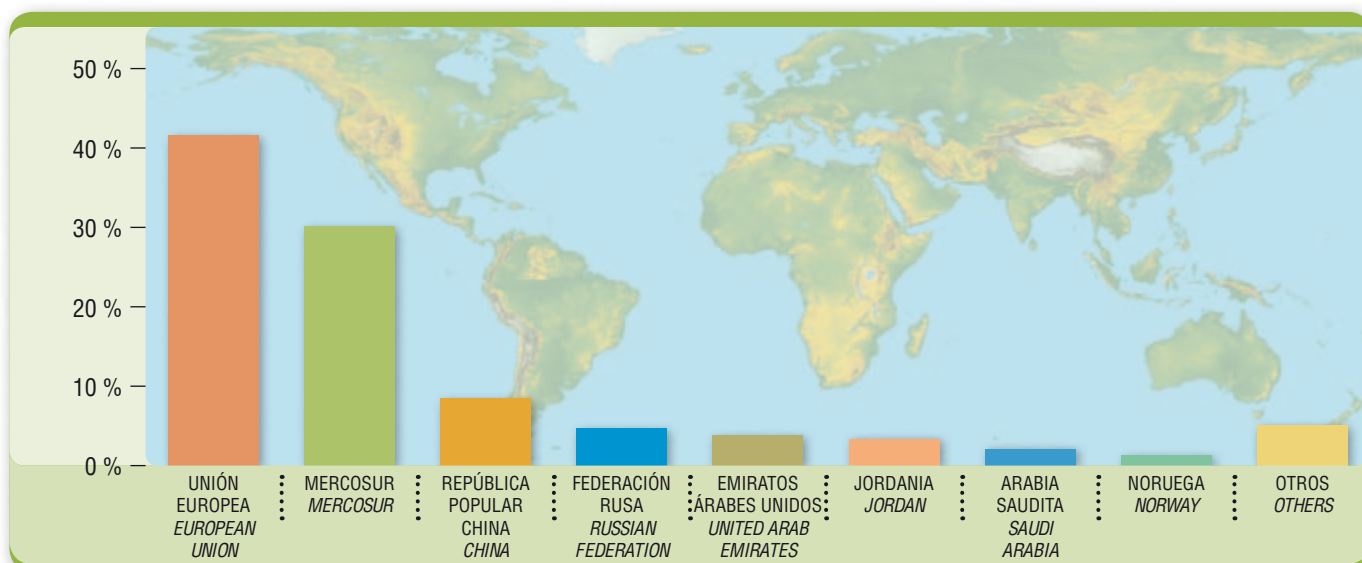 50 %
40 %
30 %
20 %
10 %
0 %
UNIÓN
EUROPEA
EUROPEAN
UNION
MERCOSUR
MERCOSUR
REPÚBLICA
POPULAR
CHINA
CHINA
FEDERACIÓN
RUSA
RUSSIAN
FEDERATION
EMIRATOS
ÁRABES UNIDOS
UNITED ARAB
EMIRATES
JORDANIA
JORDAN
ARABIA
SAUDITA
SAUDI
ARABIA
NORUEGA
NORWAY
OTROS
OTHERS